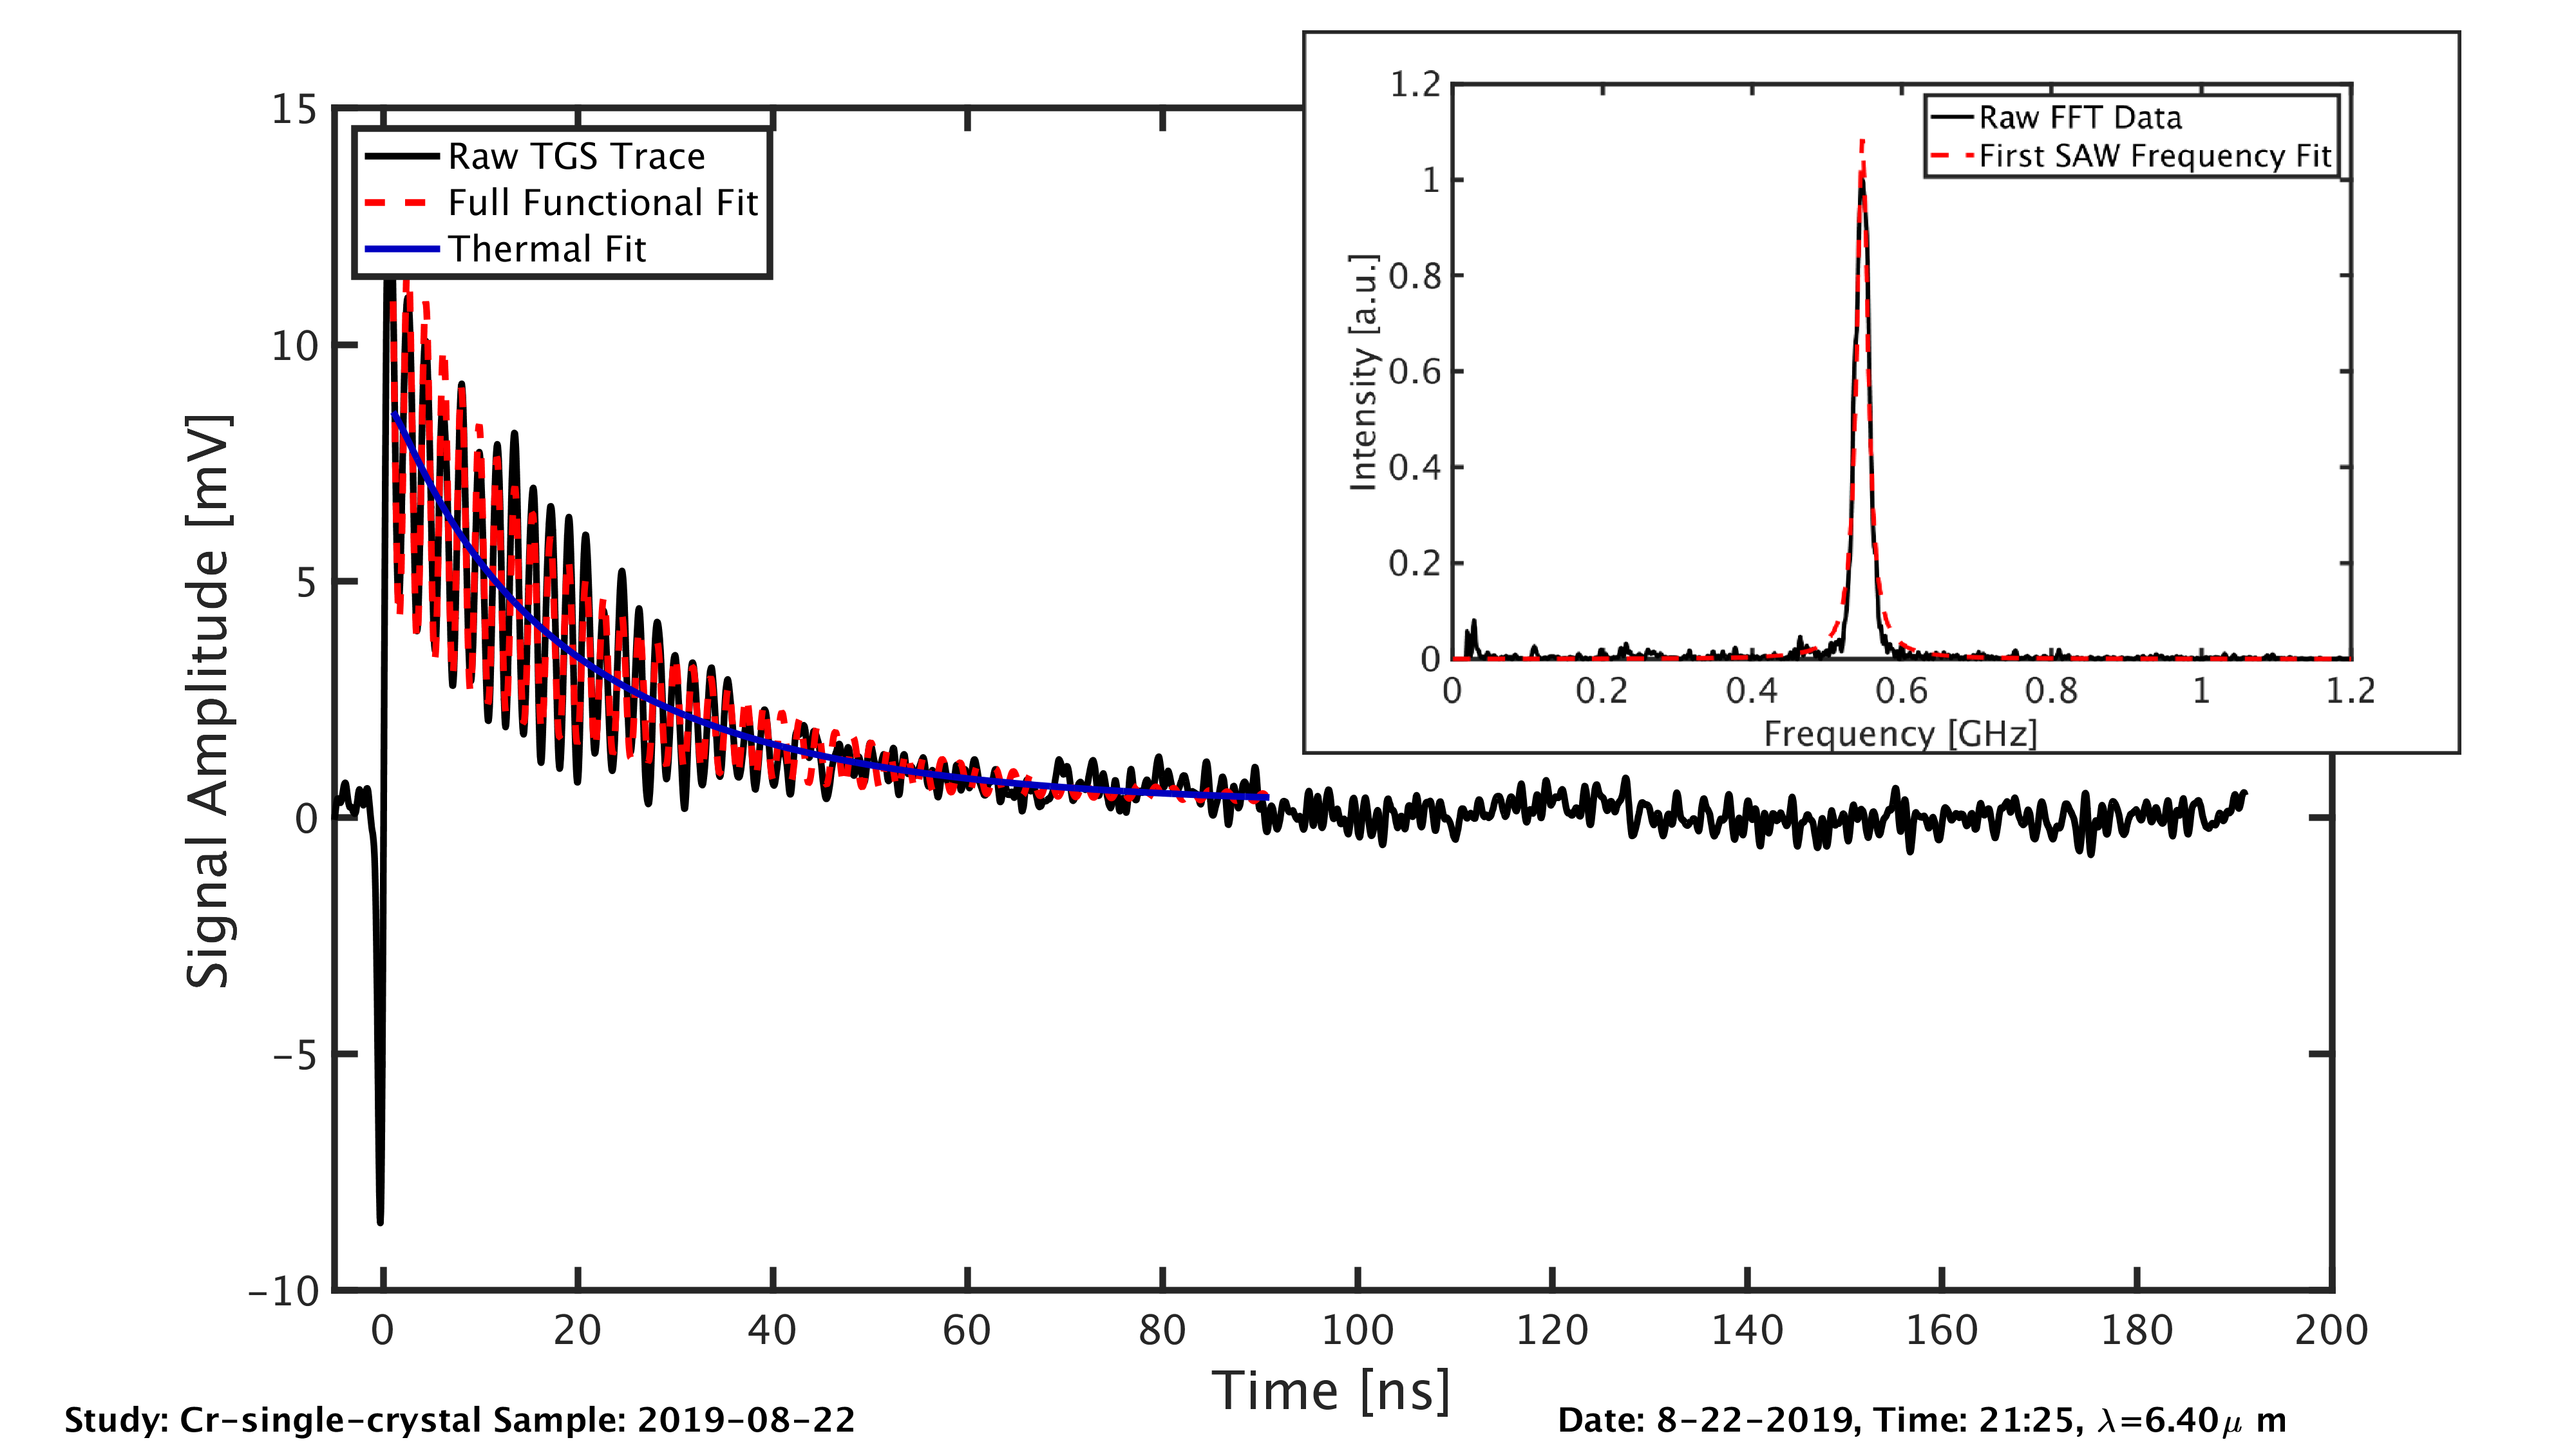 1.2
1
0.8
0.6
0.4
0.2
0
Intensity [a.u.]
Raw FFT Data
First SAW Frequency Fit
0 0.2 0.4 0.6 0.8 1 1.2
Frequency [GHz]
15
10
5
0
-5
-10
Signal Amplitude [mV]
Raw TGS Trace
Full Functional Fit
Thermal Fit
0 20 40 60 80 100 120 140 160 180 200
Time [ns]
Study: Cr-single-crystal Sample: 2019-08-22
Date: 8-22-2019, Time: 21:25, λ=6.40μ m